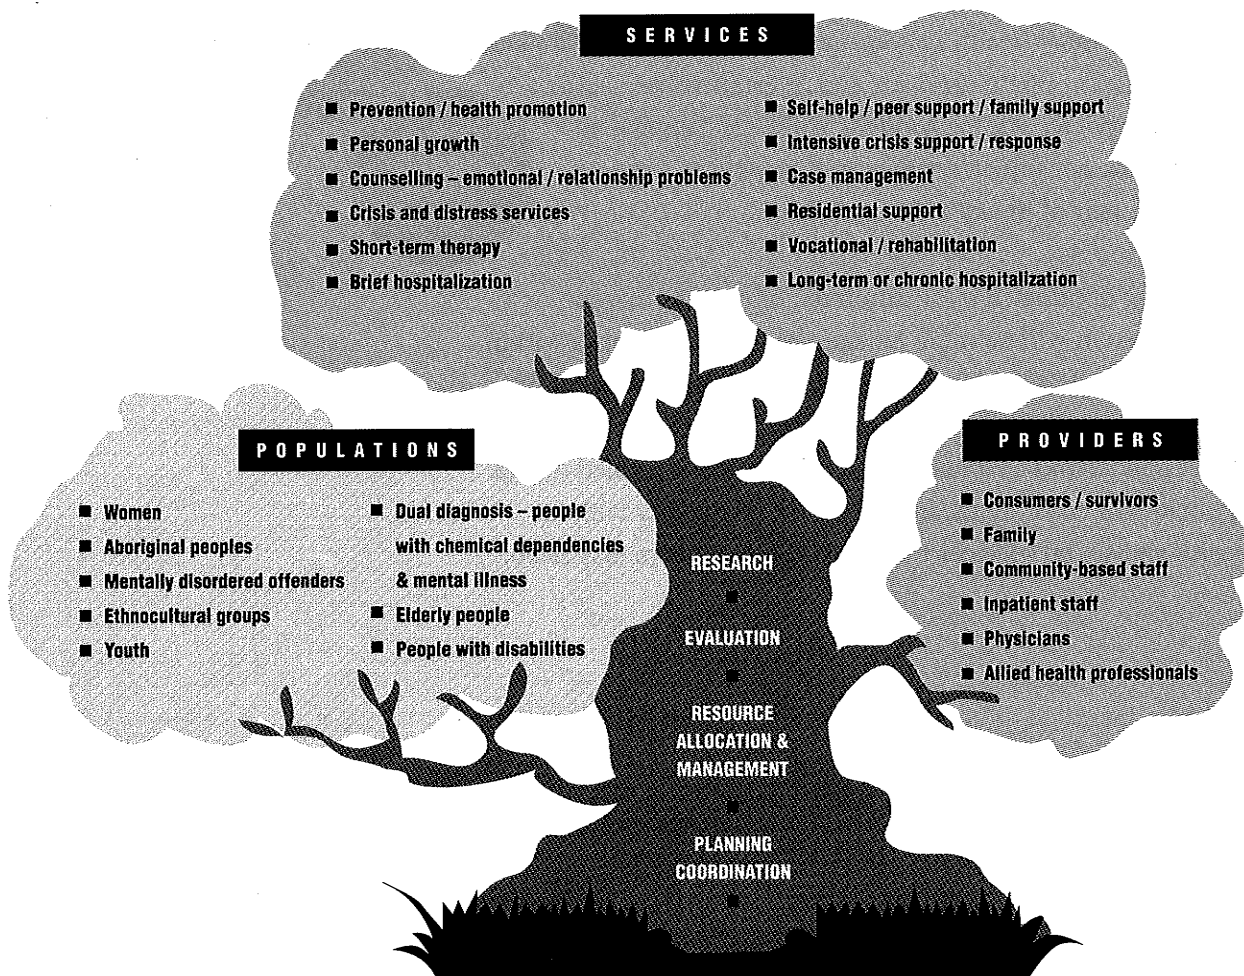 SERVICES
■ Prevention / health promotion
■ Personal growth
■ Counselling – emotional / relationship problems
■ Crisis and distress services
■ Short-term therapy
■ Brief hospitalization
■ Self-help / peer support / family support
■ Intensive crisis support / response
■ Case management
■ Residential support
■ Vocational / rehabilitation
■ Long-term or chronic hospitalization
POPULATIONS
■ Women
■ Aboriginal peoples
■ Mentally disordered offenders
■ Ethnocultural groups
■ Youth
■ Dual diagnosis – people
with chemical dependencies
& mental illness
■ Elderly people
■ People with disabilities
PROVIDERS
■ Consumers / survivors
■ Family
■ Community-based staff
■ Inpatient staff
■ Physicians
■ Allied health professionals
RESEARCH
■
EVALUATION
■
RESOURCE
ALLOCATION &
MANAGEMENT
■
PLANNING
COORDINATION
■